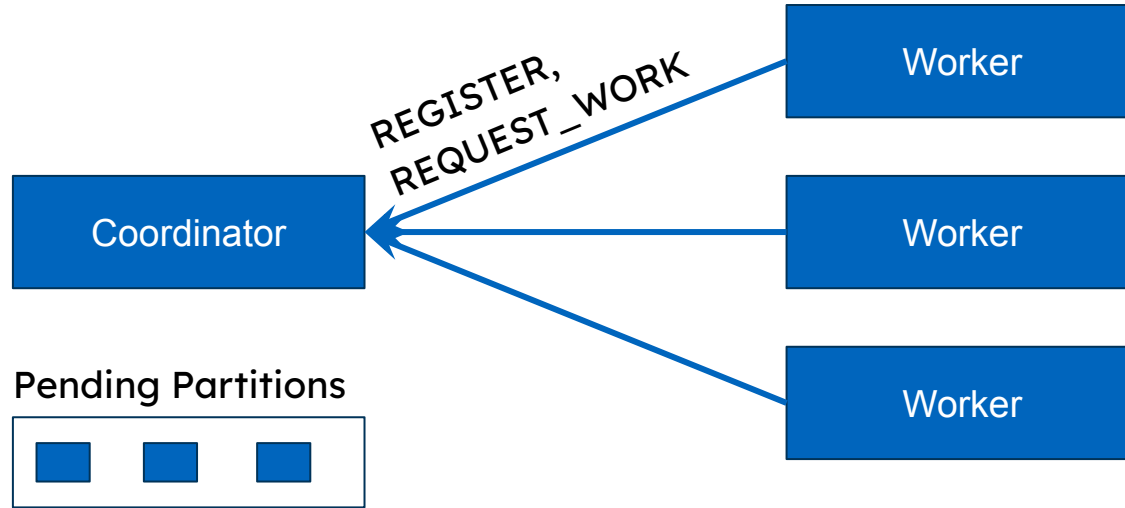 REGISTER,
REQUEST_WORK
Worker
Coordinator
Worker
Pending Partitions
Worker